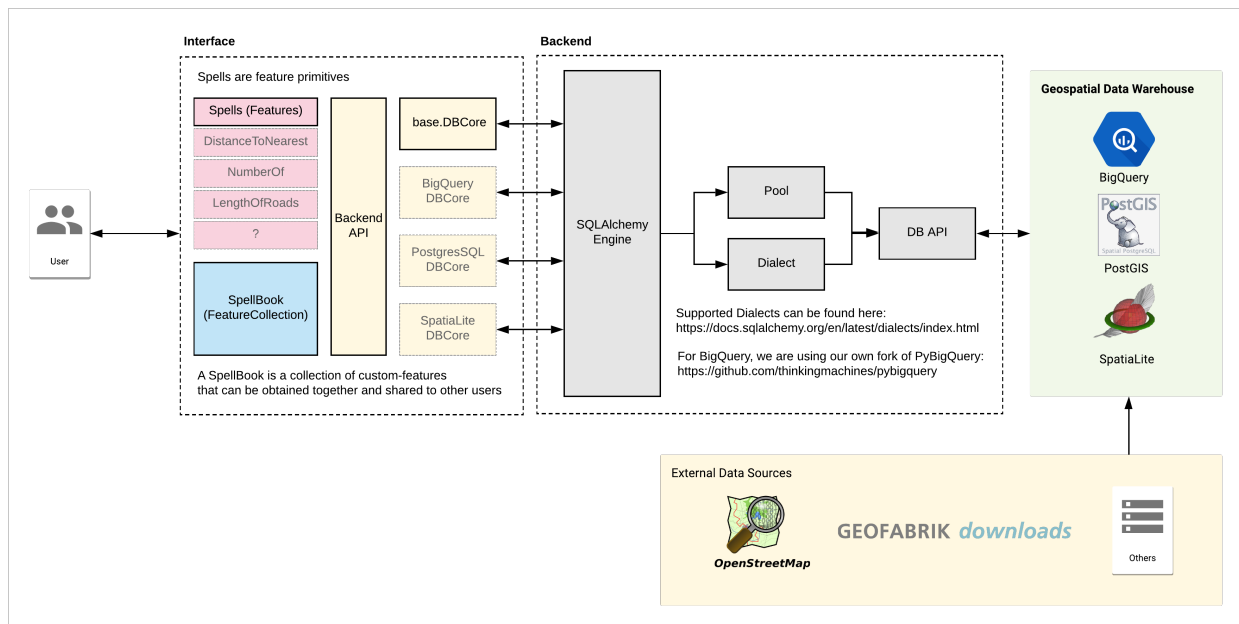 Interface
Spells are feature primitives
Spells (Features)
DistanceToNearest
NumberOf
LengthOfRoads
?
SpellBook
(FeatureCollection)
A SpellBook is a collection of custom-features
that can be obtained together and shared to other users
Backend
API
base.DBCore
BigQuery
DBCore
PostgresSQL
DBCore
SpatiaLite
DBCore
User
Backend
SQLAlchemy
Engine
Pool
Dialect
DB API
Supported Dialects can be found here:
https://docs.sqlalchemy.org/en/latest/dialects/index.html
For BigQuery, we are using our own fork of PyBigQuery:
https://github.com/thinkingmachines/pybigquery
Geospatial Data Warehouse
BigQuery
PostGIS
Spatial PostgreSQL
PostGIS
SpatiaLite
External Data Sources
OpenStreetMap
GEOFABRIK downloads
Others